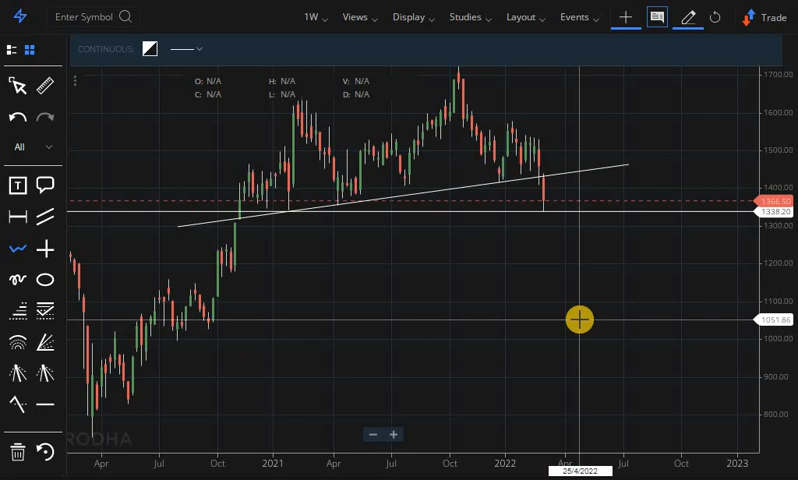 Enter Symbol 1W Views Display Studies Layout Events Trade
CONTINUOUS:
O: N/A H: N/A V: N/A
C: N/A L: N/A D: N/A
All
1700.00
1600.00
1500.00
1400.00
1366.50
1338.20
1300.00
1200.00
1100.00
1051.86
1000.00
900.00
800.00
RODHA
Apr Jul Oct 2021 Apr Jul Oct 2022 Apr Jul Oct 2023
25/4/2022